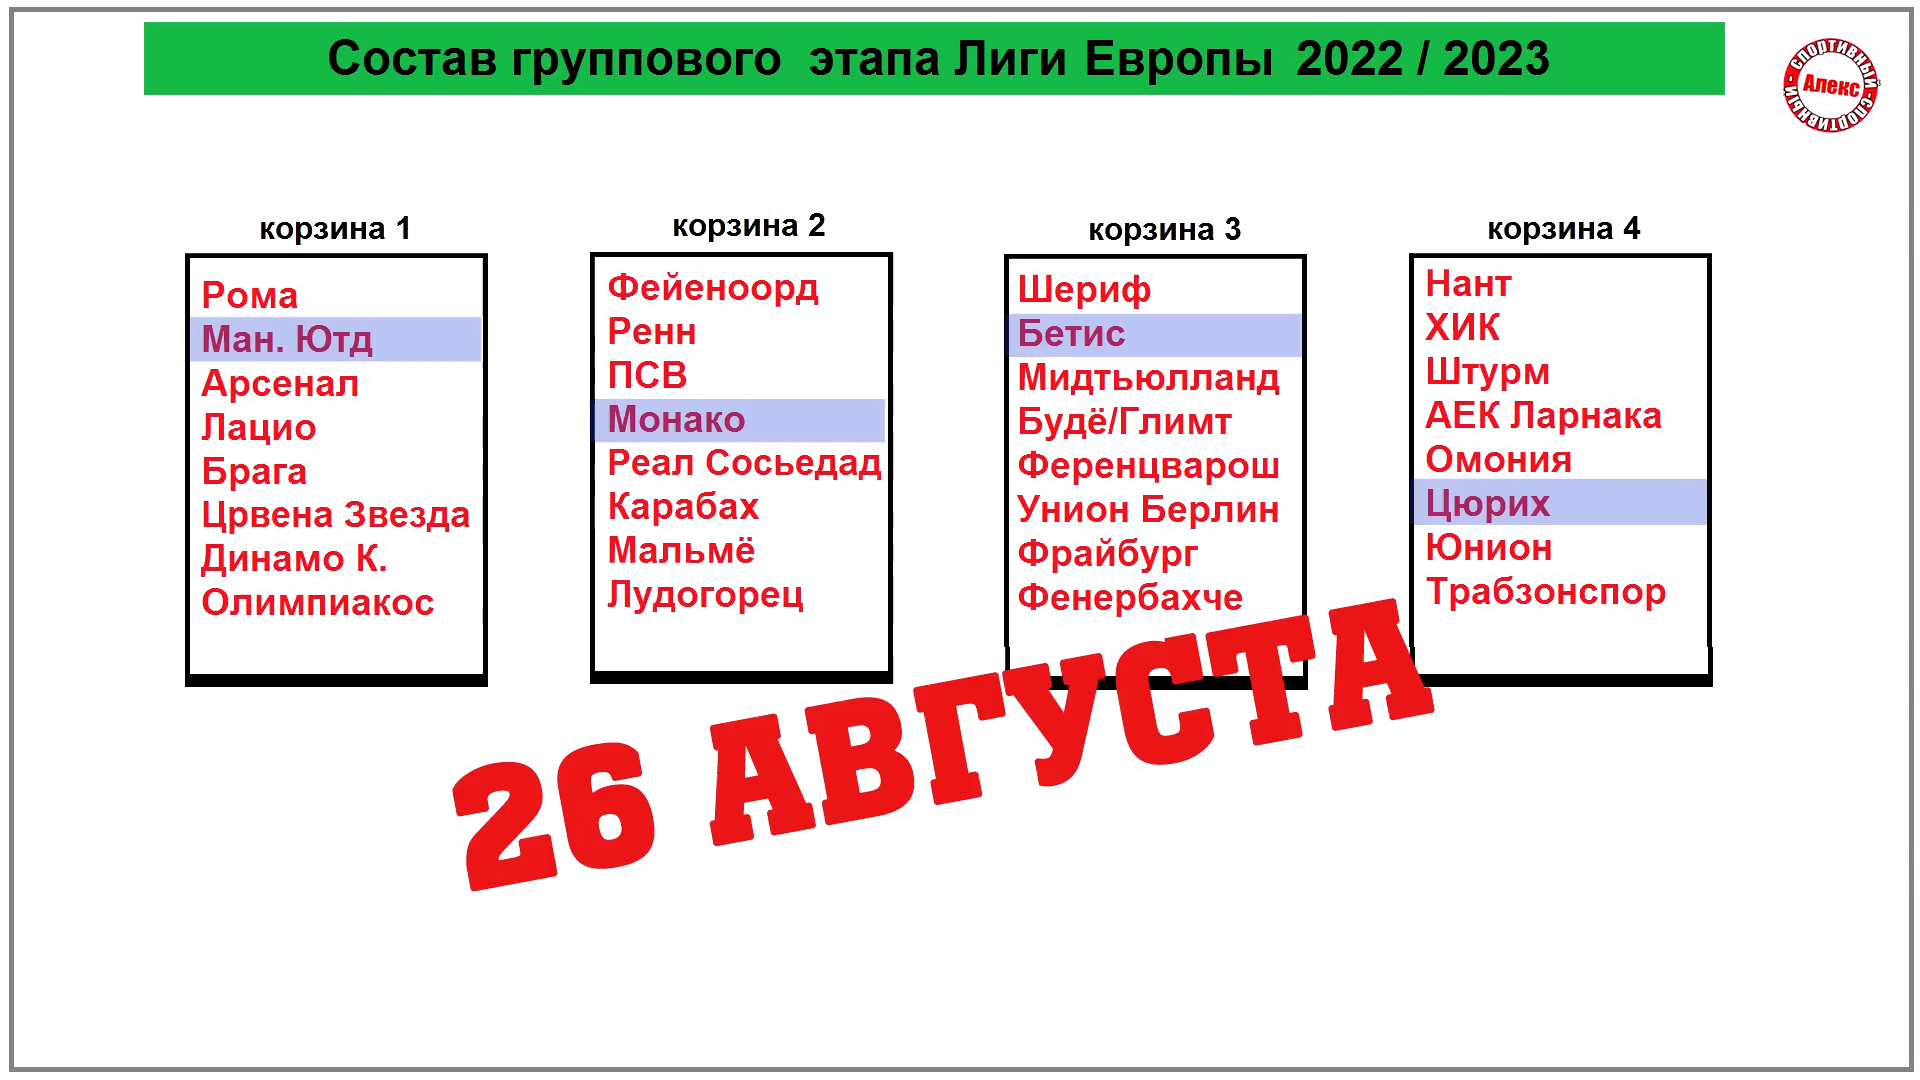 Состав группового этапа Лиги Европы 2022 / 2023
- СПОРТИВНЫЙ - СПОРТИВНЫЙ
Алекс
корзина 1
Рома
Ман. Ютд
Арсенал
Лацио
Брага
Црвена Звезда
Динамо К.
Олимпиакос
корзина 2
Фейеноорд
Ренн
ПСВ
Монако
Реал Сосьедад
Карабах
Мальмё
Лудогорец
корзина 3
Шериф
Бетис
Мидтьюлланд
Будё/Глимт
Ференцварош
Унион Берлин
Фрайбург
Фенербахче
корзина 4
Нант
ХИК
Штурм
АЕК Ларнака
Омония
Цюрих
Юнион
Трабзонспор
26 АВГУСТА